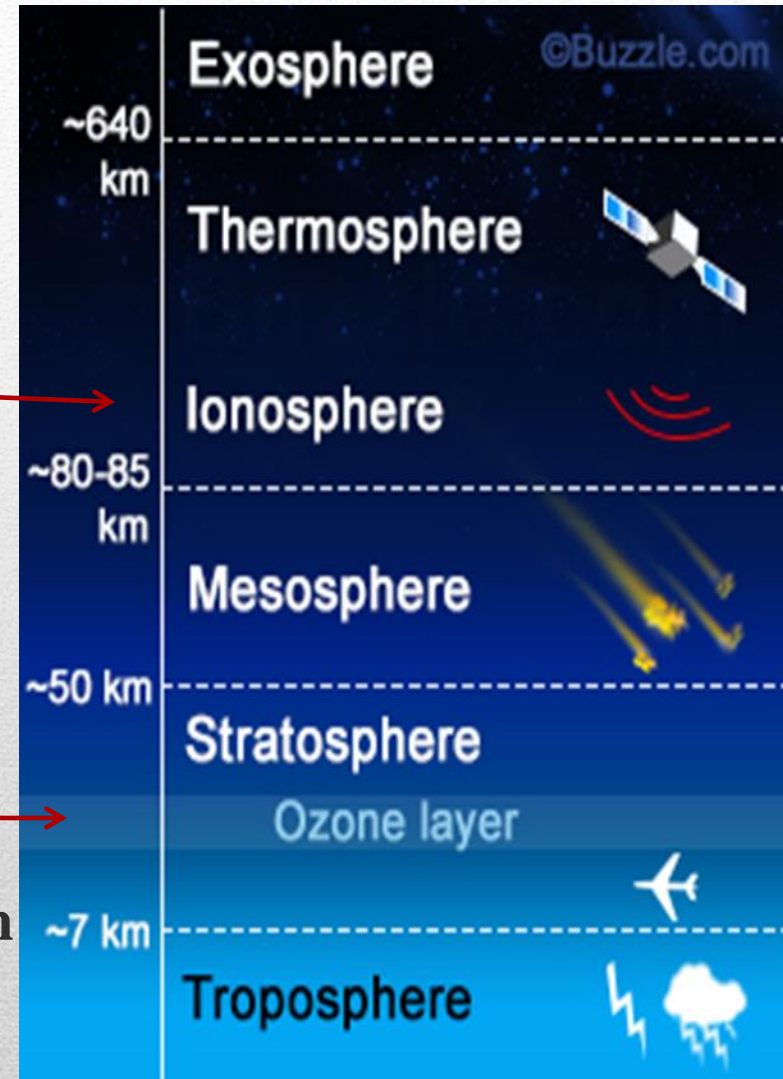 Exosphere ©Buzzle.com
~640
km
Thermosphere
Ionosphere
~80-85
km
Mesosphere
~50 km
Stratosphere
Ozone layer
~7 km
Troposphere